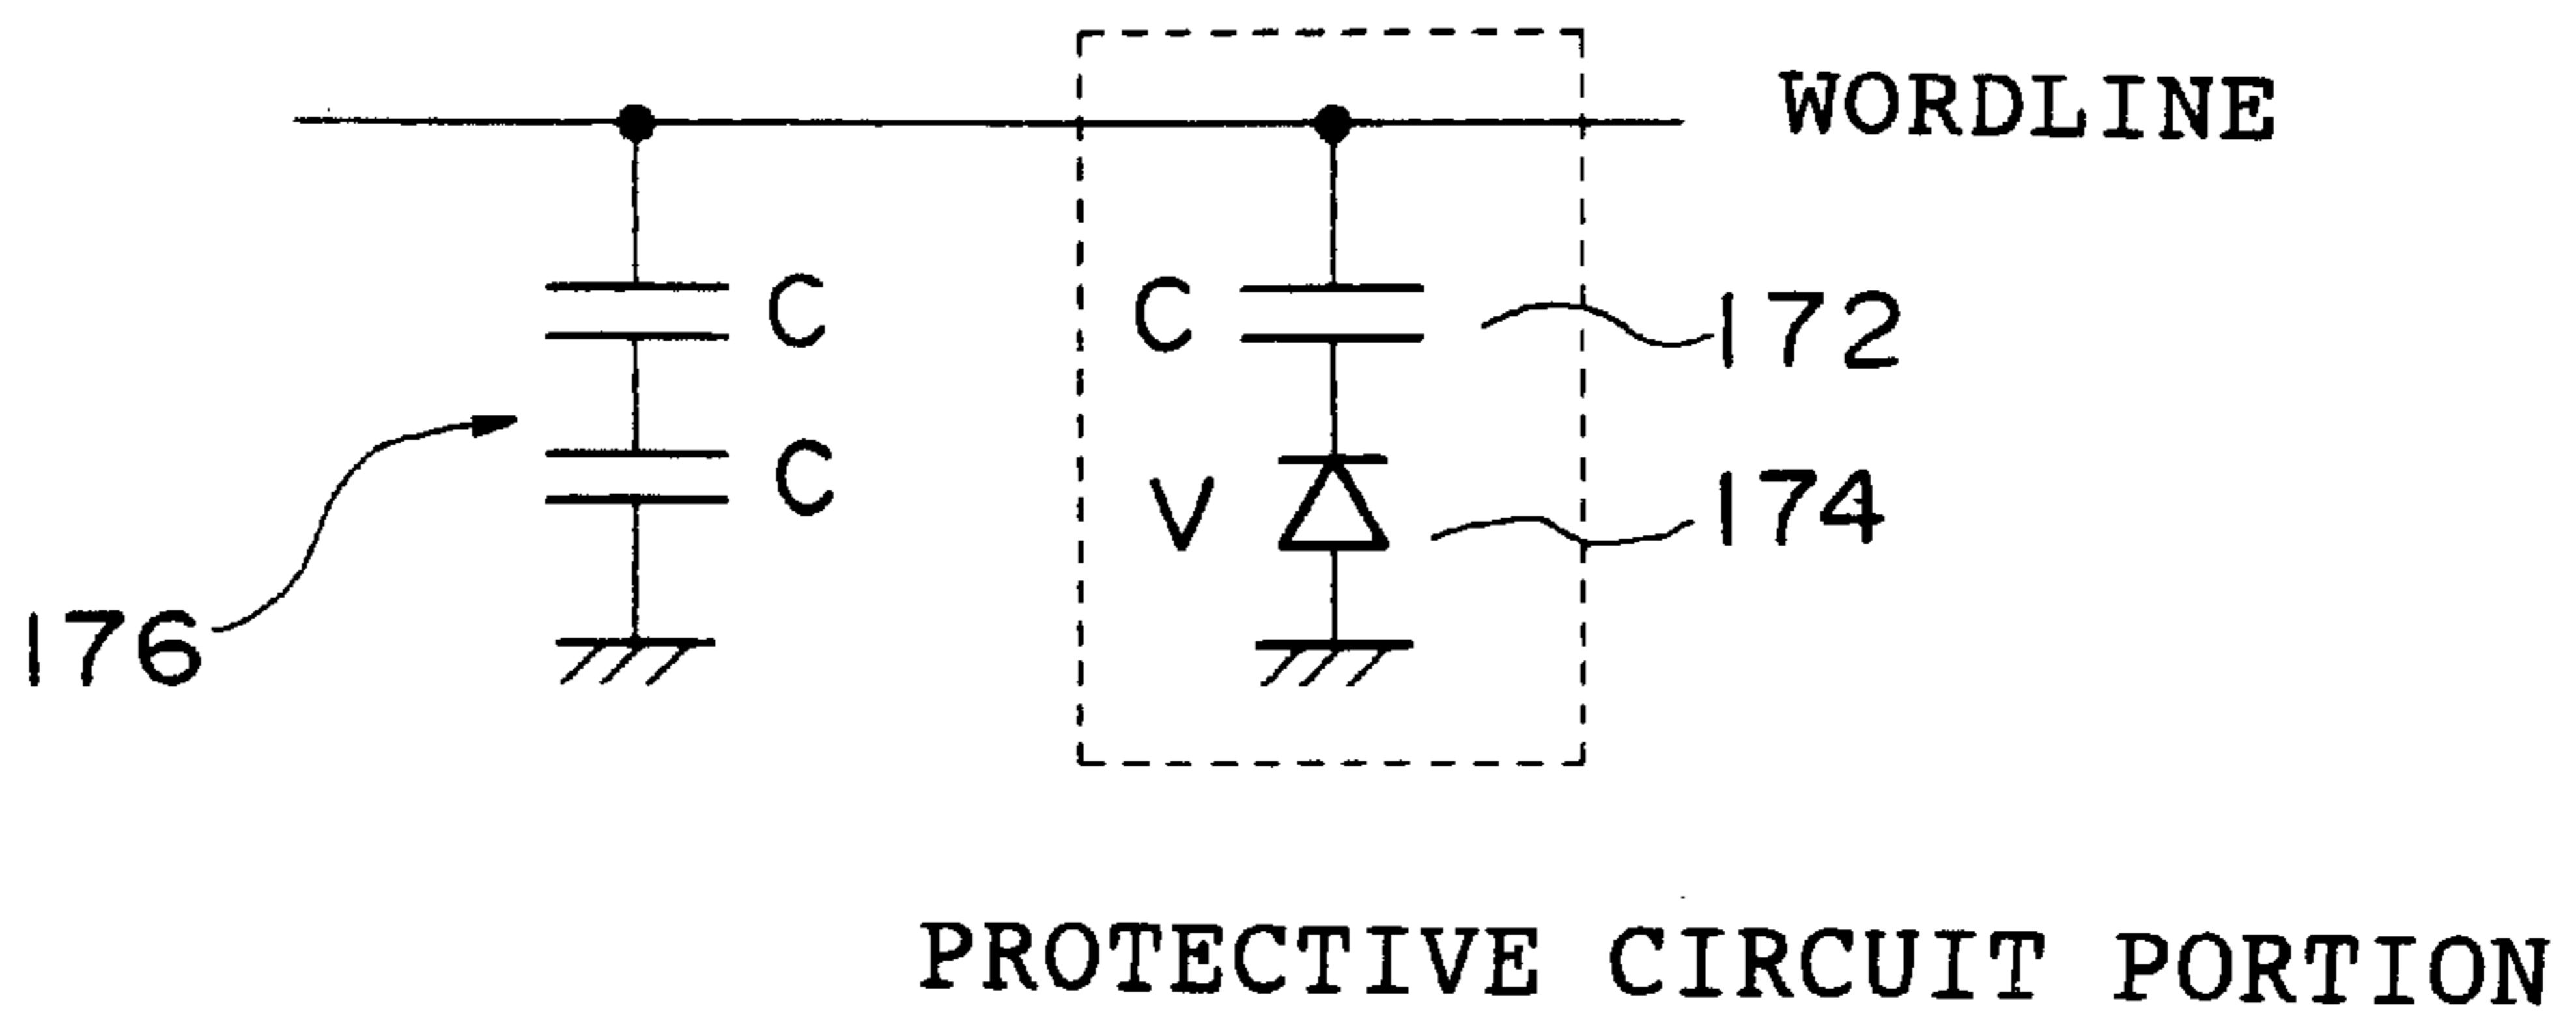 WORDLINE
C
C
172
C
V
174
176
PROTECTIVE CIRCUIT PORTION